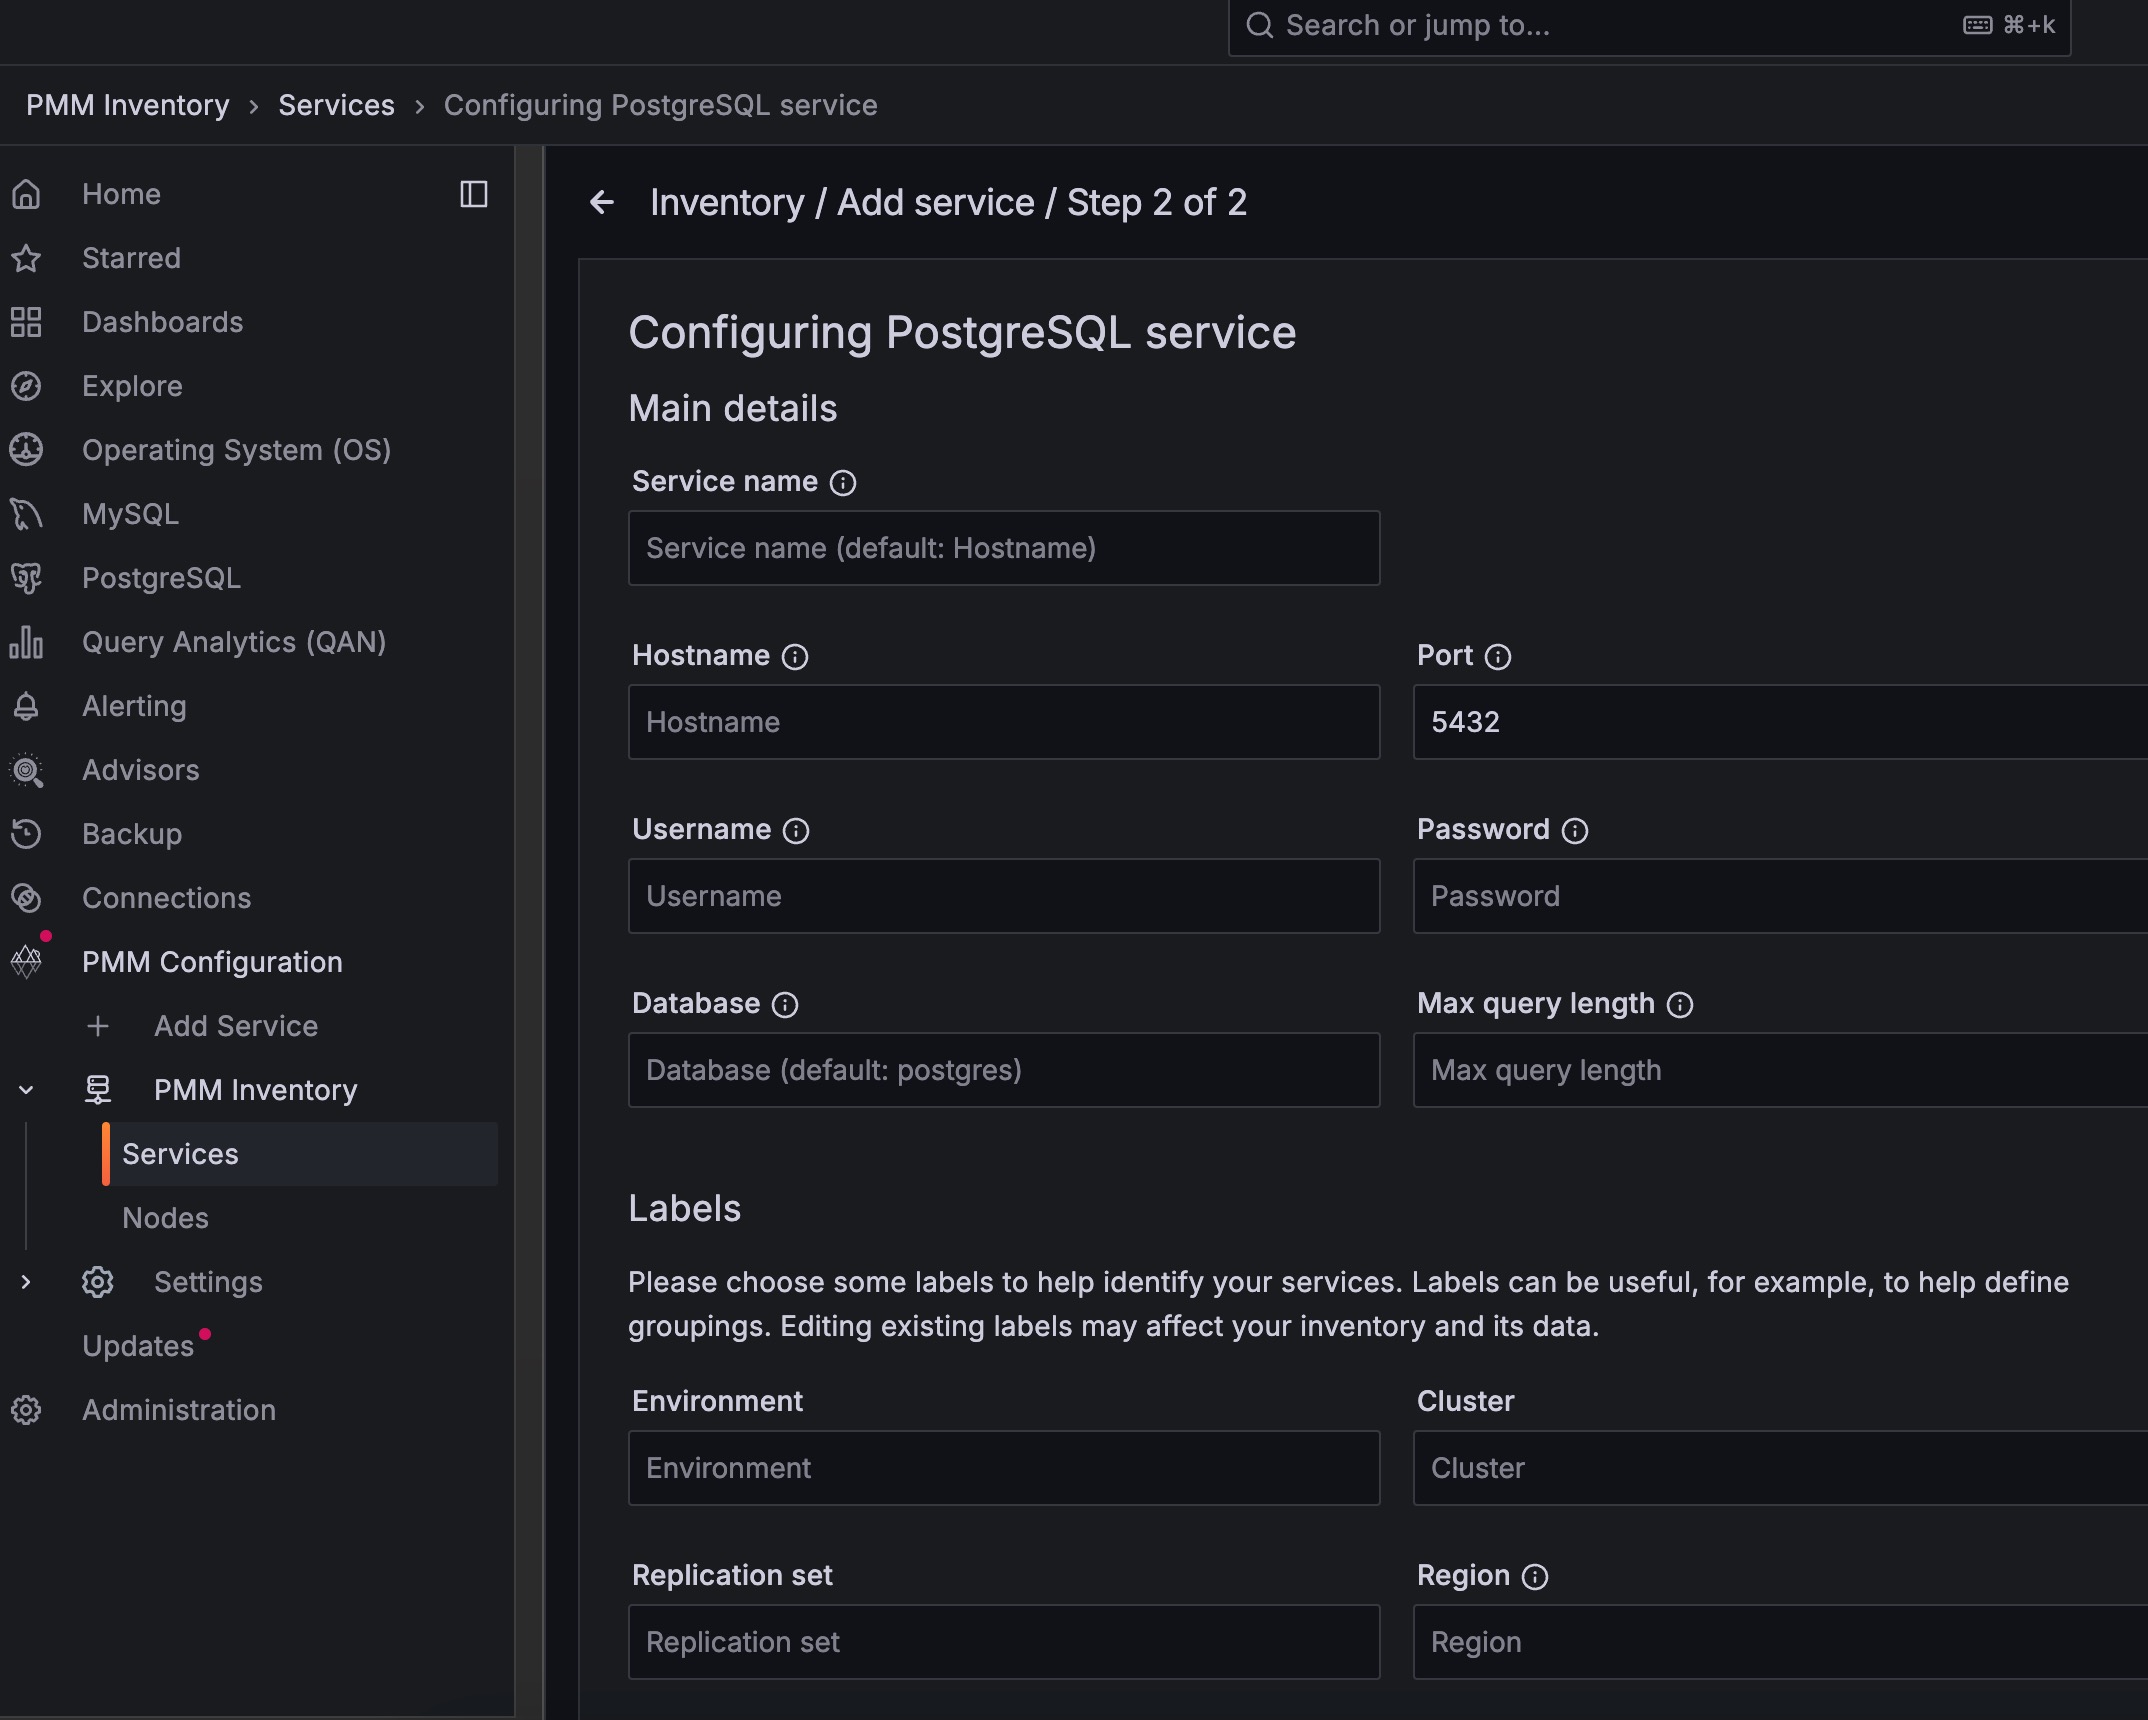 Search or jump to...
⌘+k
PMM Inventory › Services › Configuring PostgreSQL service
Home
Starred
Dashboards
Explore
Operating System (OS)
MySQL
PostgreSQL
Query Analytics (QAN)
Alerting
Advisors
Backup
Connections
PMM Configuration
Add Service
PMM Inventory
Services
Nodes
Settings
Updates
Administration
Inventory / Add service / Step 2 of 2
Configuring PostgreSQL service
Main details
Service name
Service name (default: Hostname)
Hostname
Port
Hostname
5432
Username
Password
Username
Password
Database
Max query length
Database (default: postgres)
Max query length
Labels
Please choose some labels to help identify your services. Labels can be useful, for example, to help define
groupings. Editing existing labels may affect your inventory and its data.
Environment
Cluster
Environment
Cluster
Replication set
Region
Replication set
Region